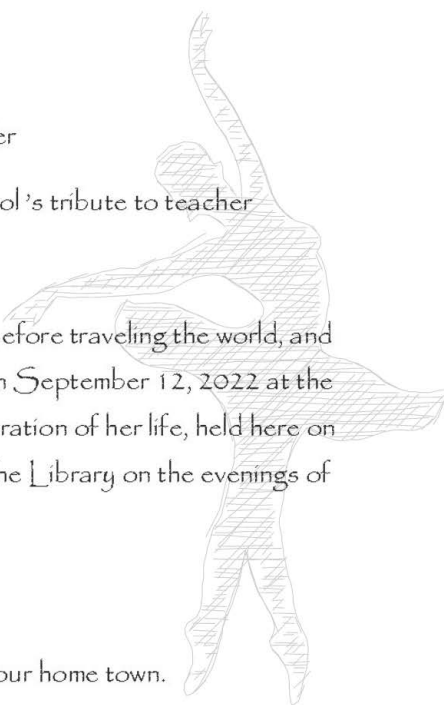 er
ol's tribute to teacher
efore traveling the world, and
n September 12, 2022 at the
ration of her life, held here on
he Library on the evenings of
our home town.